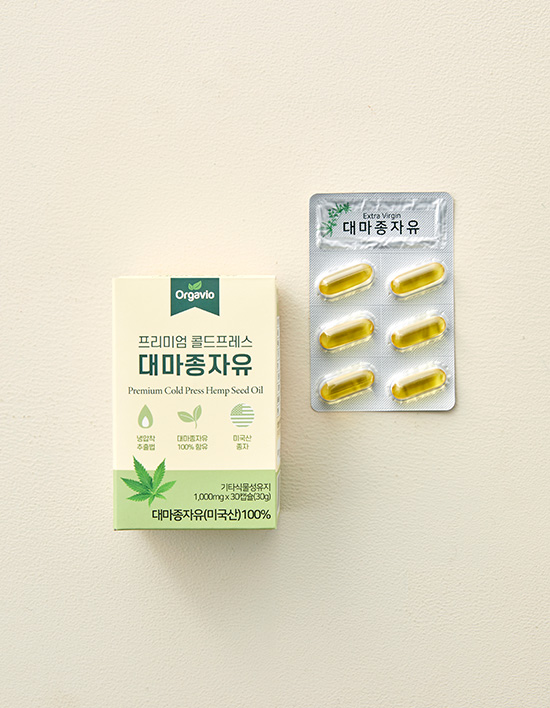 Extra Virgin
대마종자유
Orgavio
프리미엄 콜드프레스
대마종자유
Premium Cold Press Hemp Seed Oil
냉압착
추출법
대마종자유
100% 함유
미국산
종자
기타식물성유지
1,000mg x 30캡슐(30g)
대마종자유(미국산)100%